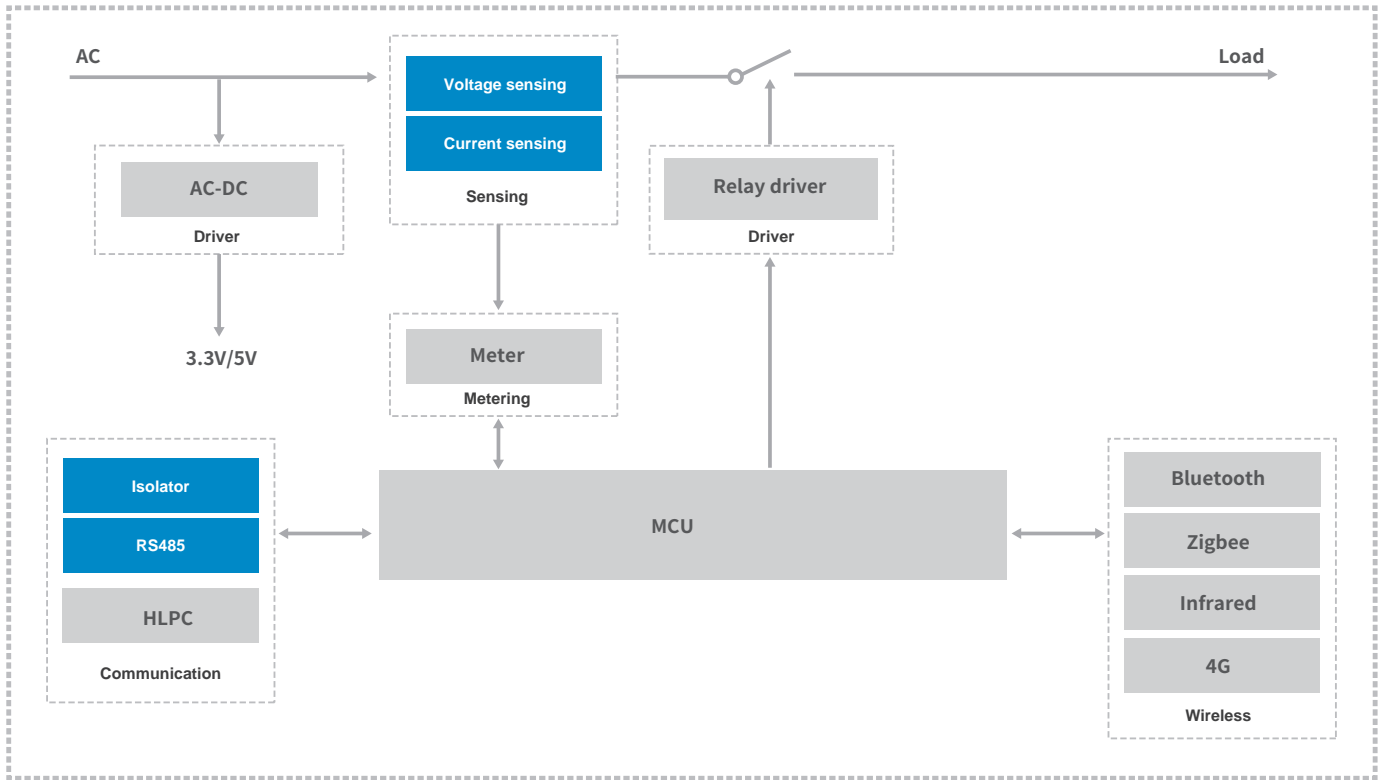 AC
Load
Voltage sensing
Current sensing
Sensing
AC-DC
Driver
Relay driver
Driver
3.3V/5V
Meter
Metering
Isolator
RS485
HLPC
Communication
MCU
Bluetooth
Zigbee
Infrared
4G
Wireless